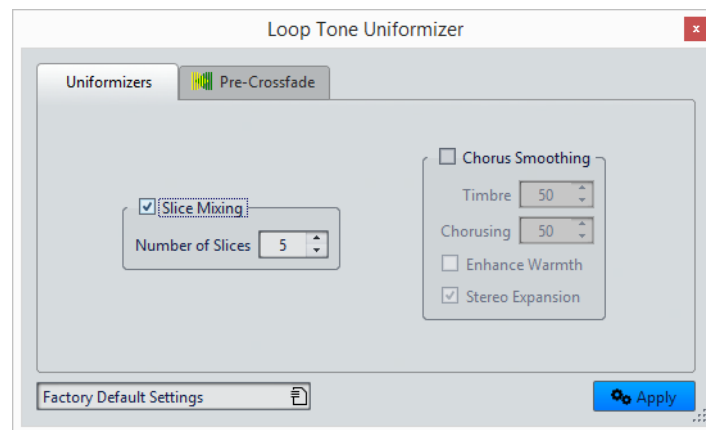 Loop Tone Uniformizer
x
Uniformizers
Pre-Crossfade
Slice Mixing
Number of Slices 5
Chorus Smoothing
Timbre 50
Chorusing 50
Enhance Warmth
Stereo Expansion
Factory Default Settings
Apply